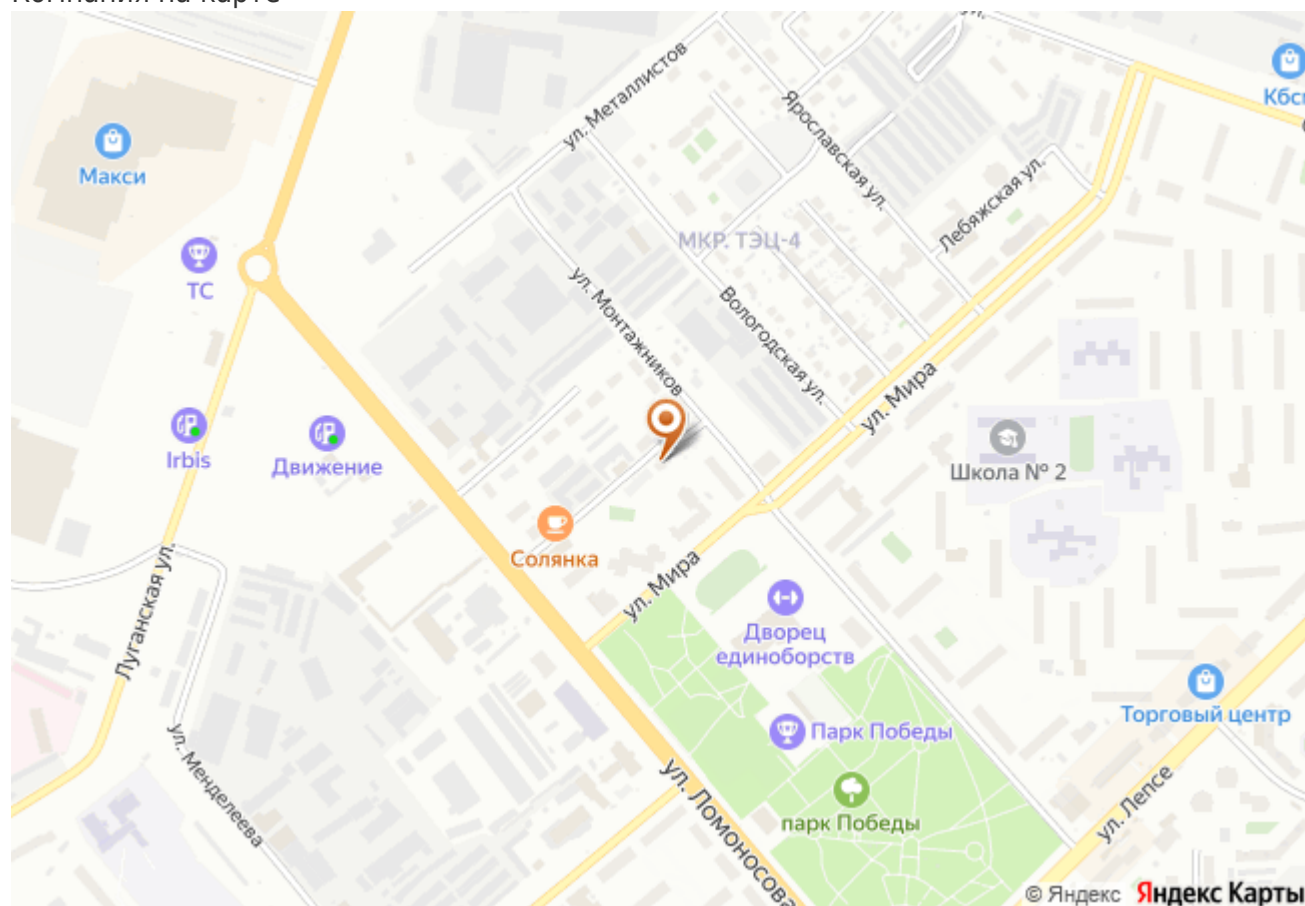 Компания на карте
ул. Металлистов
Ярославская ул.
Макси
Лебяжская ул.
МКР. ТЭЦ-4
ТС
ул. Монтажников
Вологодская ул.
ул. Мира
Irbis
Движение
Школа № 2
Солянка
ул. Мира
Луганская ул.
Дворец
единоборств
Торговый центр
Парк Победы
ул. Менделеева
ул. Ломоносова
парк Победы
ул. Лепсе
© Яндекс Яндекс Карты